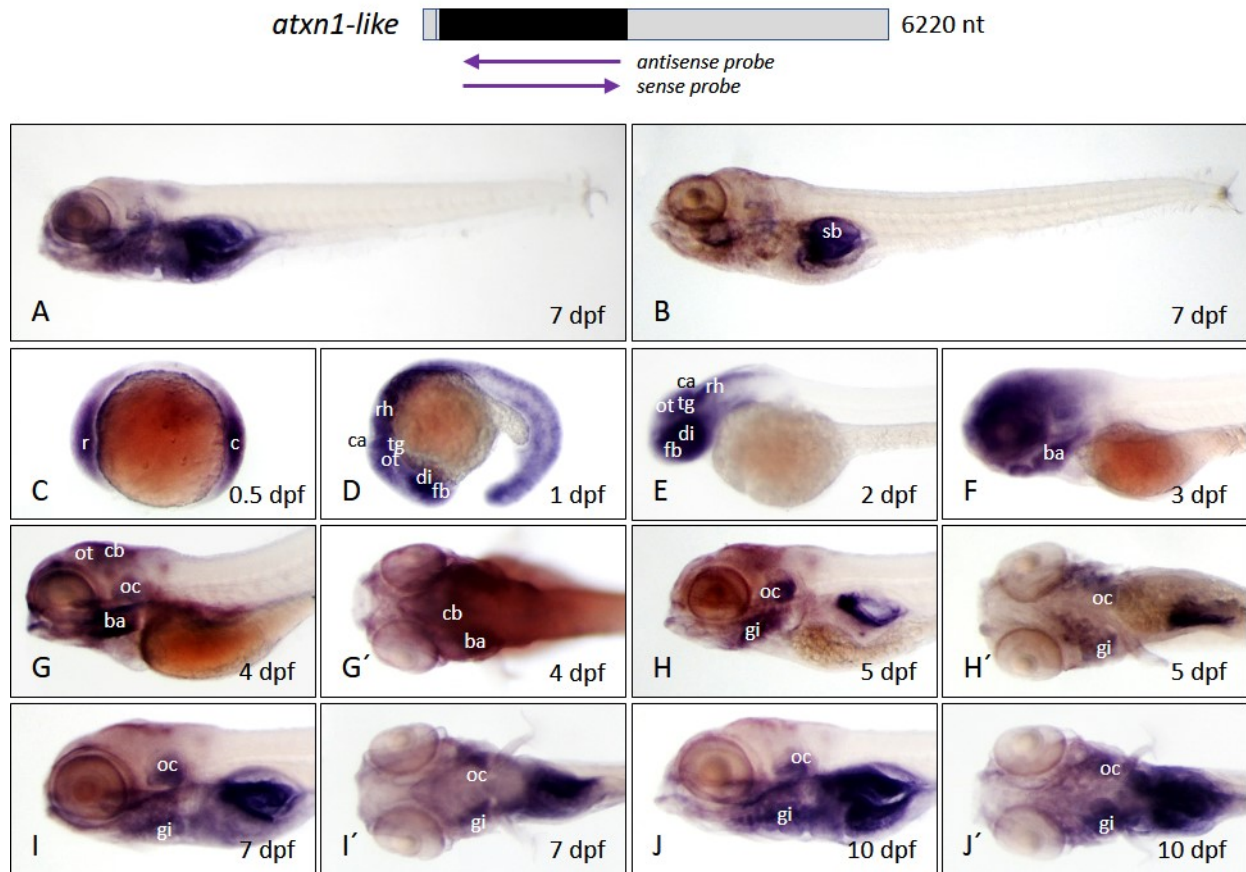 atxn1-like 6220 nt
antisense probe
sense probe
A 7 dpf
sb
B 7 dpf
r c
C 0.5 dpf
rh
ca tg
ot
di
fb
D 1 dpf
ca rh
ot tg
di
fb
E 2 dpf
ba
F 3 dpf
ot cb
oc
ba
G 4 dpf
cb
ba
G´ 4 dpf
oc
gi
H 5 dpf
oc
gi
H´ 5 dpf
oc
gi
I 7 dpf
oc
gi
I´ 7 dpf
oc
gi
J 10 dpf
oc
gi
J´ 10 dpf